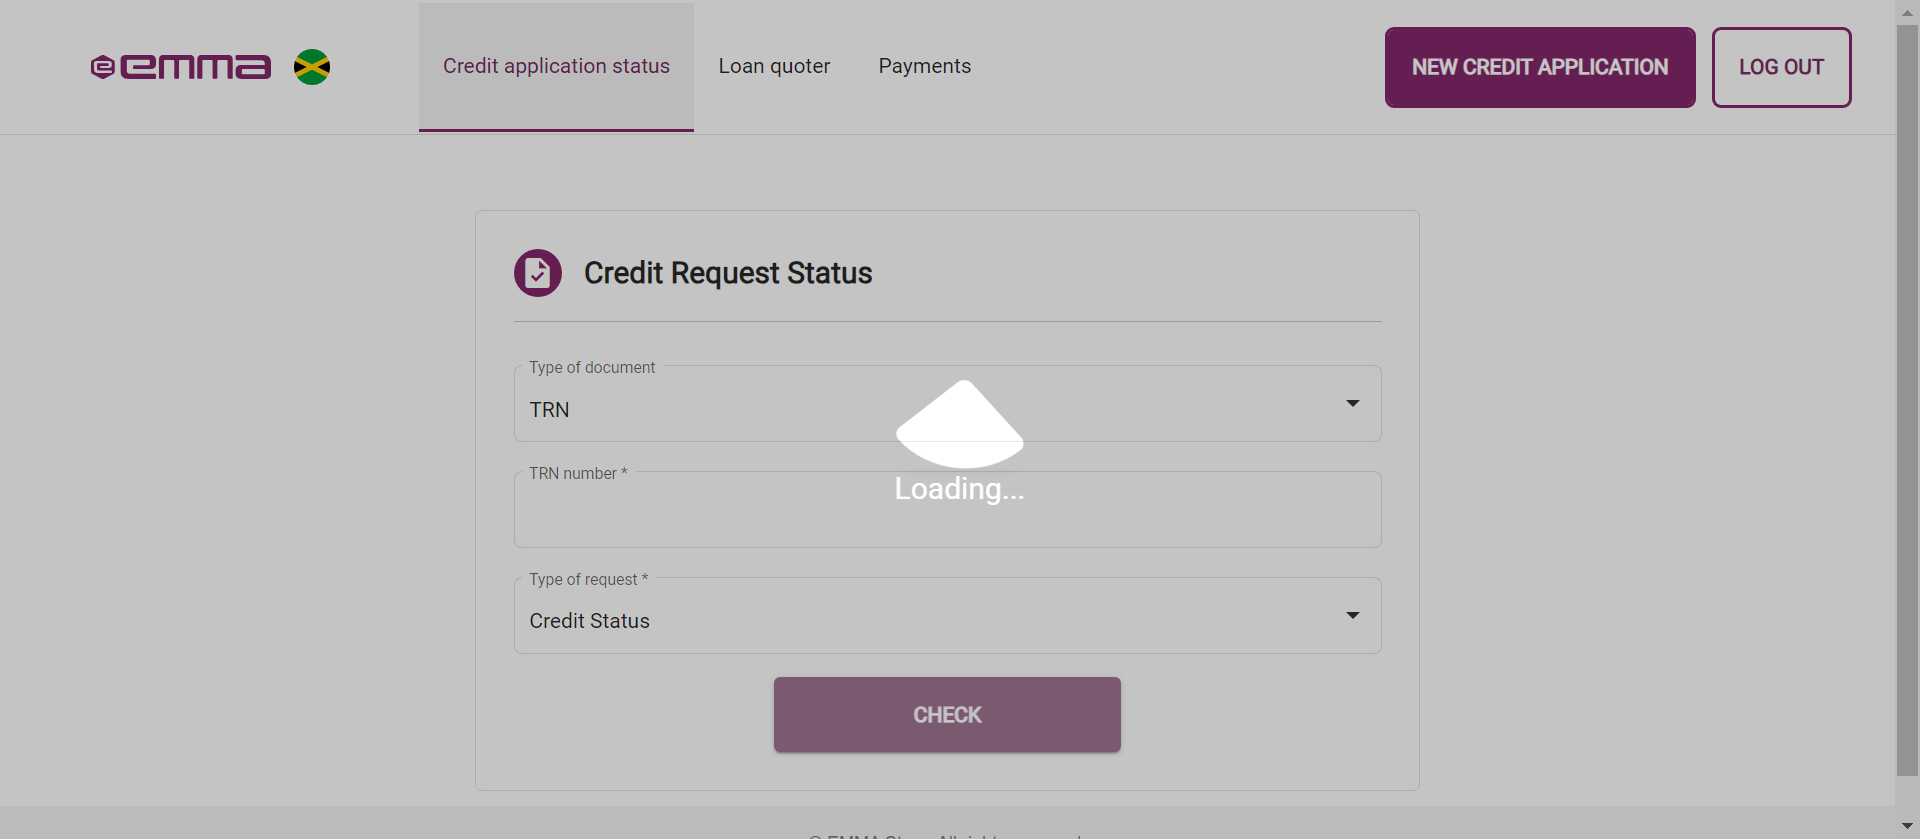 emma
Credit application status
Loan quoter
Payments
NEW CREDIT APPLICATION
LOG OUT
Credit Request Status
Type of document
TRN
Loading...
TRN number *
Type of request *
Credit Status
CHECK